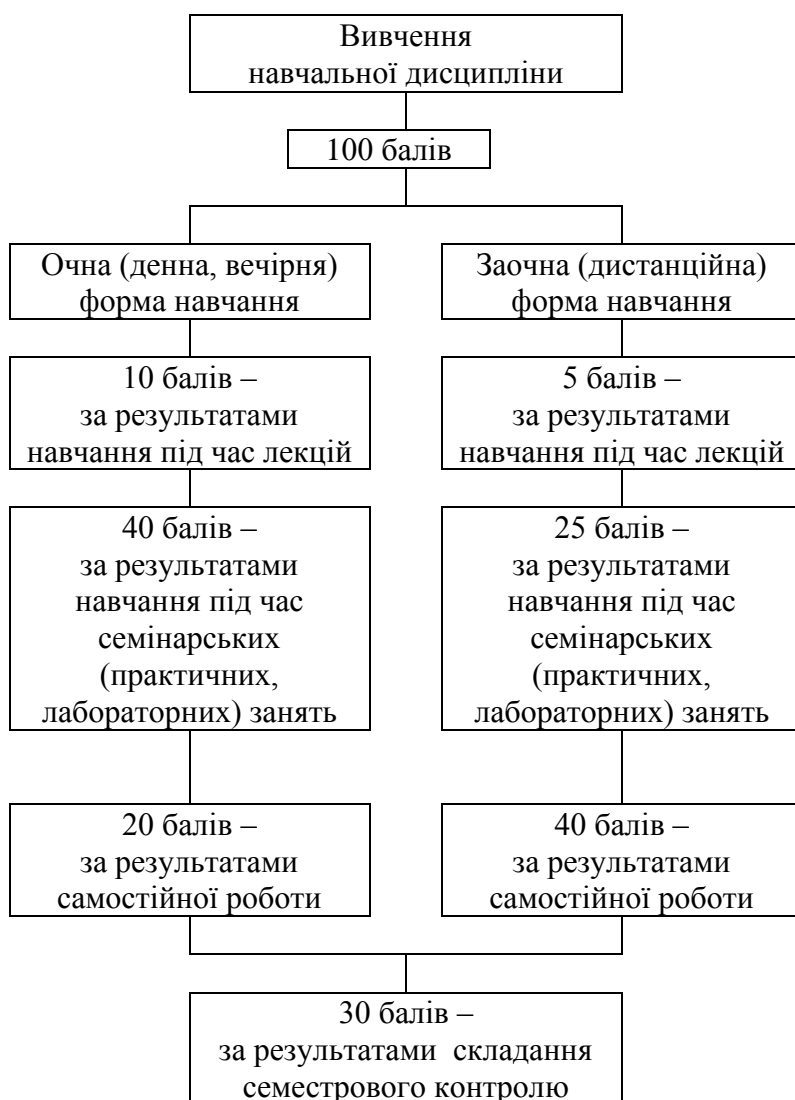 Вивчення
навчальної дисципліни
100 балів
Очна (денна, вечірня)
форма навчання
Заочна (дистанційна)
форма навчання
10 балів –
за результатами
навчання під час лекцій
5 балів –
за результатами
навчання під час лекцій
40 балів –
за результатами
навчання під час
семінарських
(практичних,
лабораторних) занять
25 балів –
за результатами
навчання під час
семінарських
(практичних,
лабораторних) занять
20 балів –
за результатами
самостійної роботи
40 балів –
за результатами
самостійної роботи
30 балів –
за результатами складання
семестрового контролю